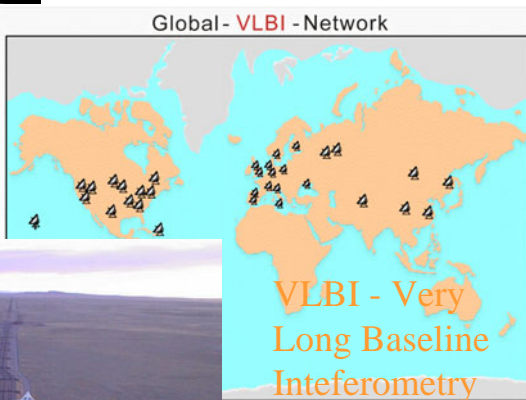 Global - VLBI - Network
VLBI - Very
Long Baseline
Inteferometry